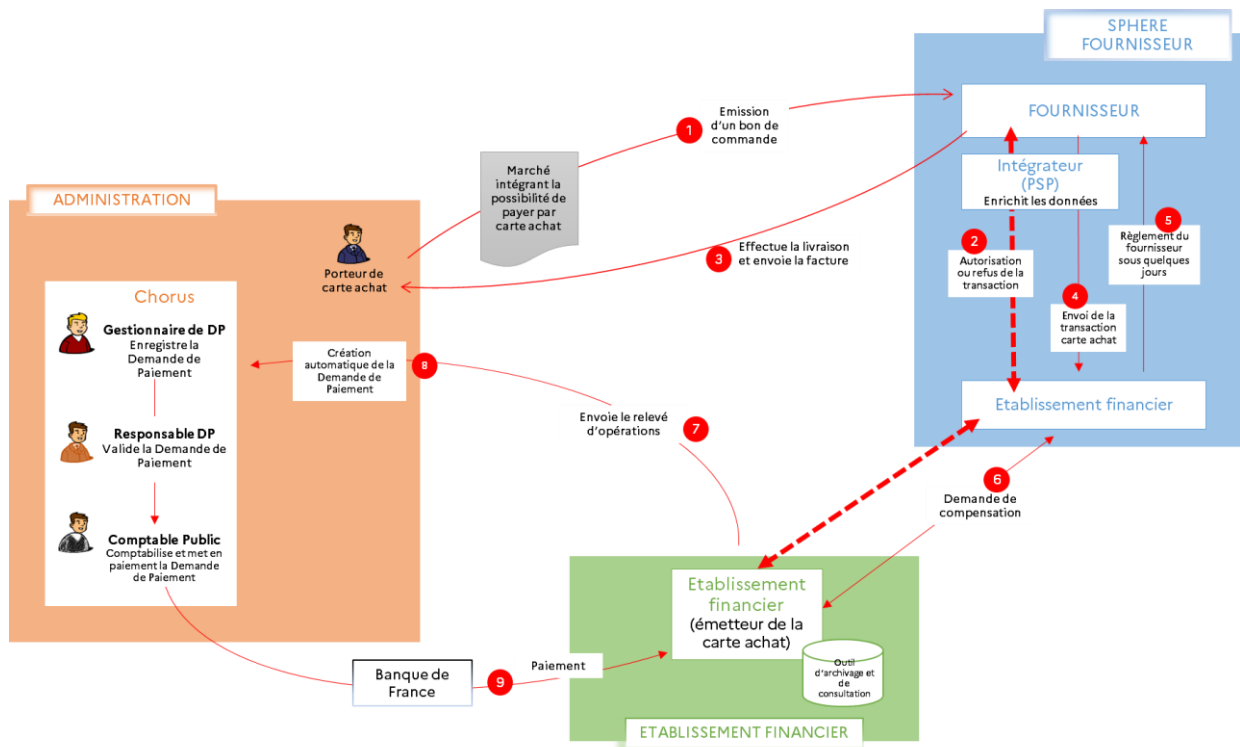 SPHERE
FOURNISSEUR
FOURNISSEUR
Intégrateur
(PSP)
Enrichit les données
1
Emission
d'un bon de
commande
Marché
intégrant la
possibilité de
payer par
carte achat
ADMINISTRATION
Porteur de
carte achat
2
Autorisation
ou refus de la
transaction
3
Effectue la livraison
et envoie la facture
4
Envoi de la
transaction
carte achat
5
Règlement du
fournisseur
sous quelques
jours
Etablissement financier
Chorus
Gestionnaire de DP
Enregistre la
Demande de
Paiement
Responsable DP
Valide la Demande de
Paiement
Comptable Public
Comptabilise et met en
paiement la Demande
de Paiement
Création
automatique de la
Demande de
Paiement
8
Envoie le relevé
d'opérations
7
6
Demande de
compensation
Etablissement
financier
(émetteur de la
carte achat)
Outil
d'archivage et
de
consultation
Banque de
France
9
Paiement
ETABLISSEMENT FINANCIER